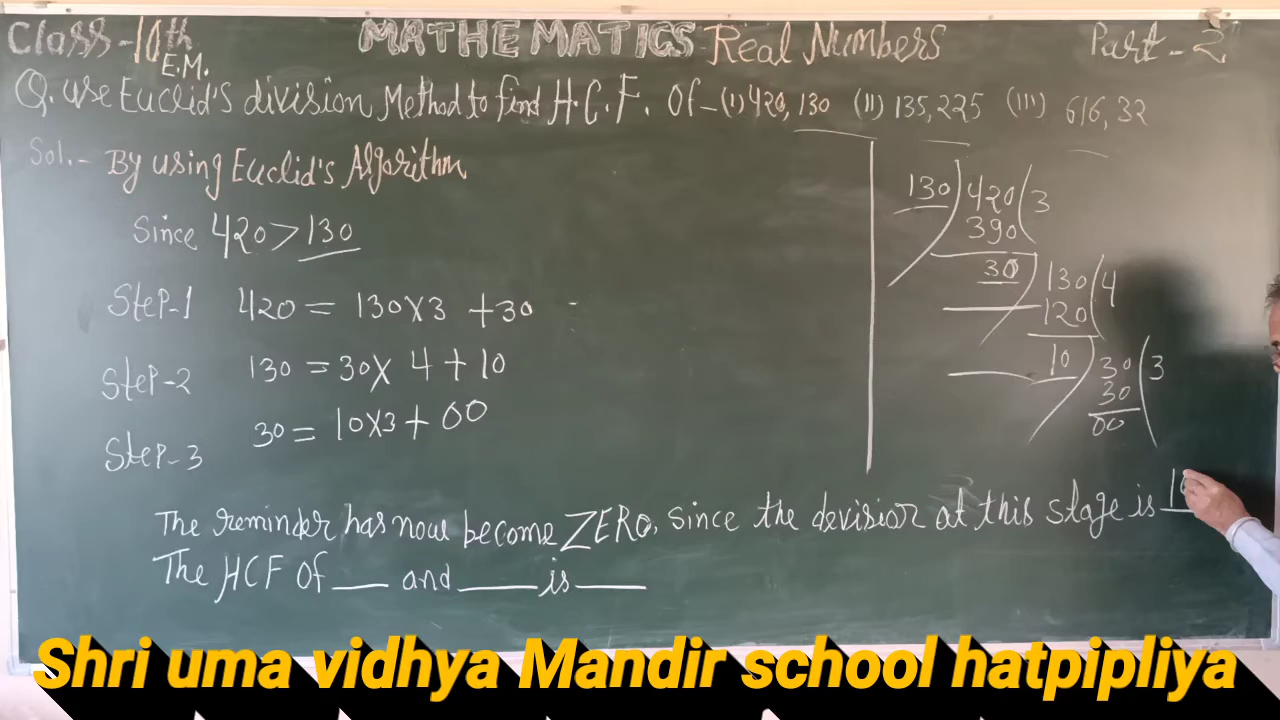 Class-10th MATHEMATICS Real Numbers Part-2
E.M.
Q. Use Euclid's division Method to find H.C.F. Of-(I) 420, 130 (II) 135, 225 (III) 616, 32
Sol.- By using Euclid's Algorithm
Since 420>130
Step-1 420 = 130X3 +30
Step-2 130 = 30X 4 + 10
Step-3 30 = 10X3 + 00
130)420(3
390
30)130(4
120
10)30(3
30
00
The reminder has now become ZERO, since the devisior at this stage is 10
The HCF Of ___ and ___ is ___
Shri uma vidhya Mandir school hatpipliya